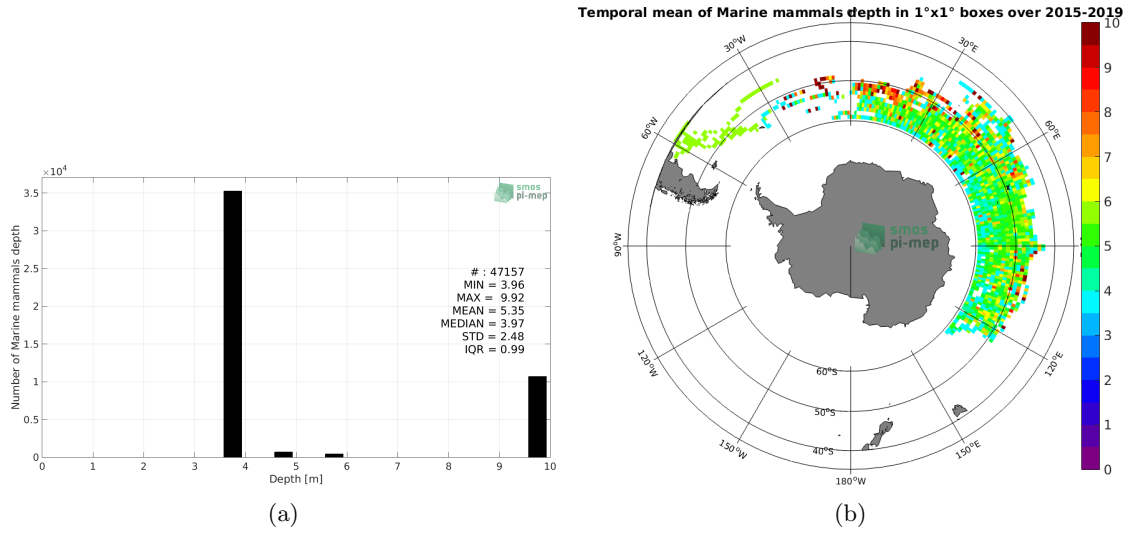 ×10⁴
3.5
3
2.5
2
1.5
1
0.5
0
Number of Marine mammals depth
smos
pi-mep
# : 47157
MIN = 3.96
MAX = 9.92
MEAN = 5.35
MEDIAN = 3.97
STD = 2.48
IQR = 0.99
0 1 2 3 4 5 6 7 8 9 10
Depth [m]
(a)
Temporal mean of Marine mammals depth in 1°x1° boxes over 2015-2019
30°W
30°E
60°W
60°E
90°W
120°W
120°E
150°W
150°E
180°W
60°S
50°S
40°S
smos
pi-mep
10
9
8
7
6
5
4
3
2
1
0
(b)